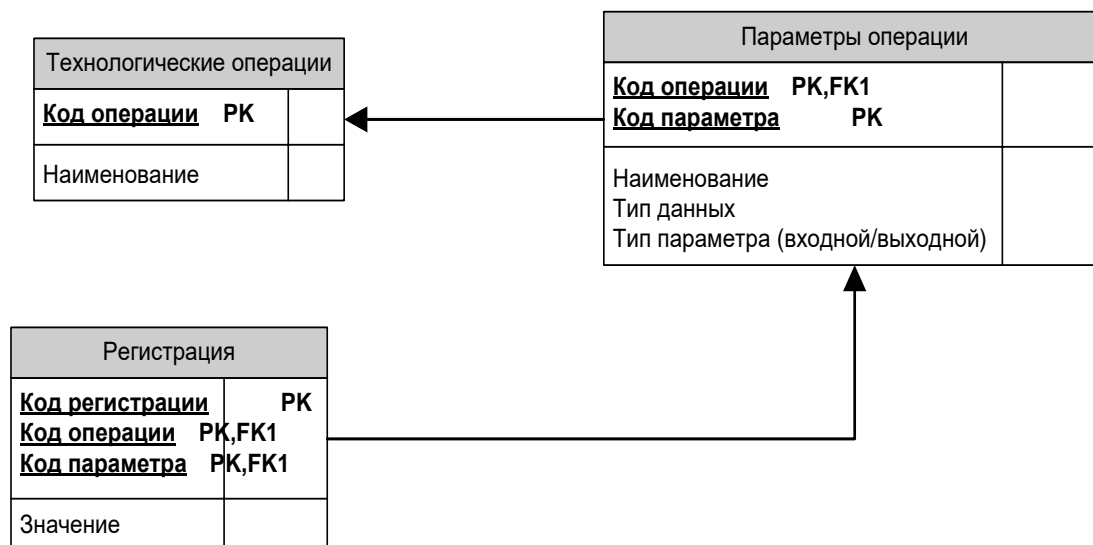 Технологические операции
Код операции PK
Наименование
Параметры операции
Код операции PK,FK1
Код параметра PK
Наименование
Тип данных
Тип параметра (входной/выходной)
Регистрация
Код регистрации PK
Код операции PK,FK1
Код параметра PK,FK1
Значение